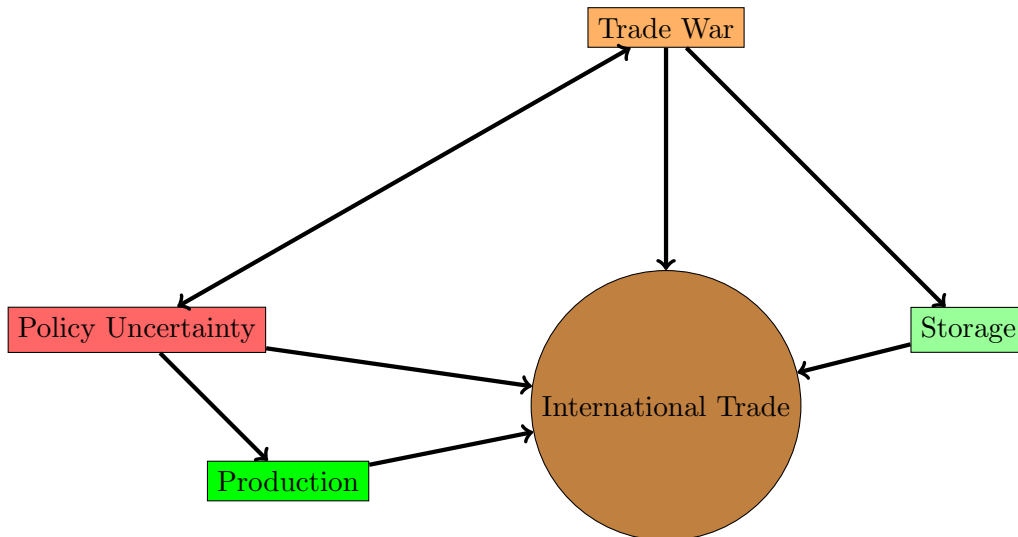 Trade War
Policy Uncertainty
Storage
International Trade
Production